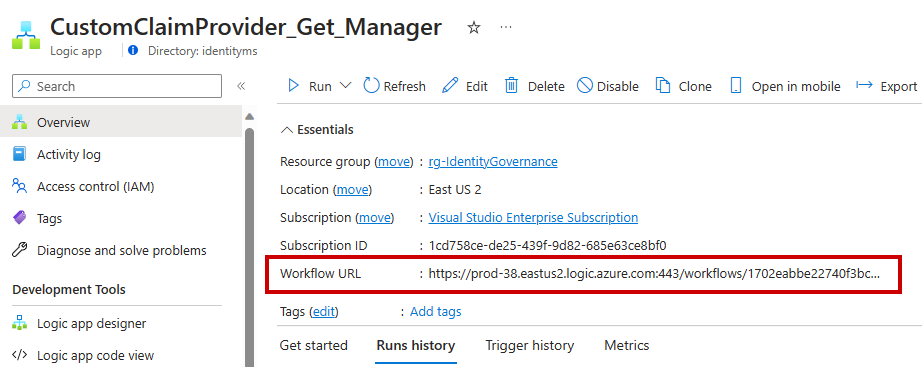 CustomClaimProvider_Get_Manager
Logic app Directory: identityms
Search
Run Refresh Edit Delete Disable Clone Open in mobile Export
Overview
Activity log
Access control (IAM)
Tags
Diagnose and solve problems
Development Tools
Logic app designer
Logic app code view
Essentials
Resource group (move) : rg-IdentityGovernance
Location (move) : East US 2
Subscription (move) : Visual Studio Enterprise Subscription
Subscription ID : 1cd758ce-de25-439f-9d82-685e63ce8bf0
Workflow URL : https://prod-38.eastus2.logic.azure.com:443/workflows/1702eabbe22740f3bc...
Tags (edit) : Add tags
Get started Runs history Trigger history Metrics